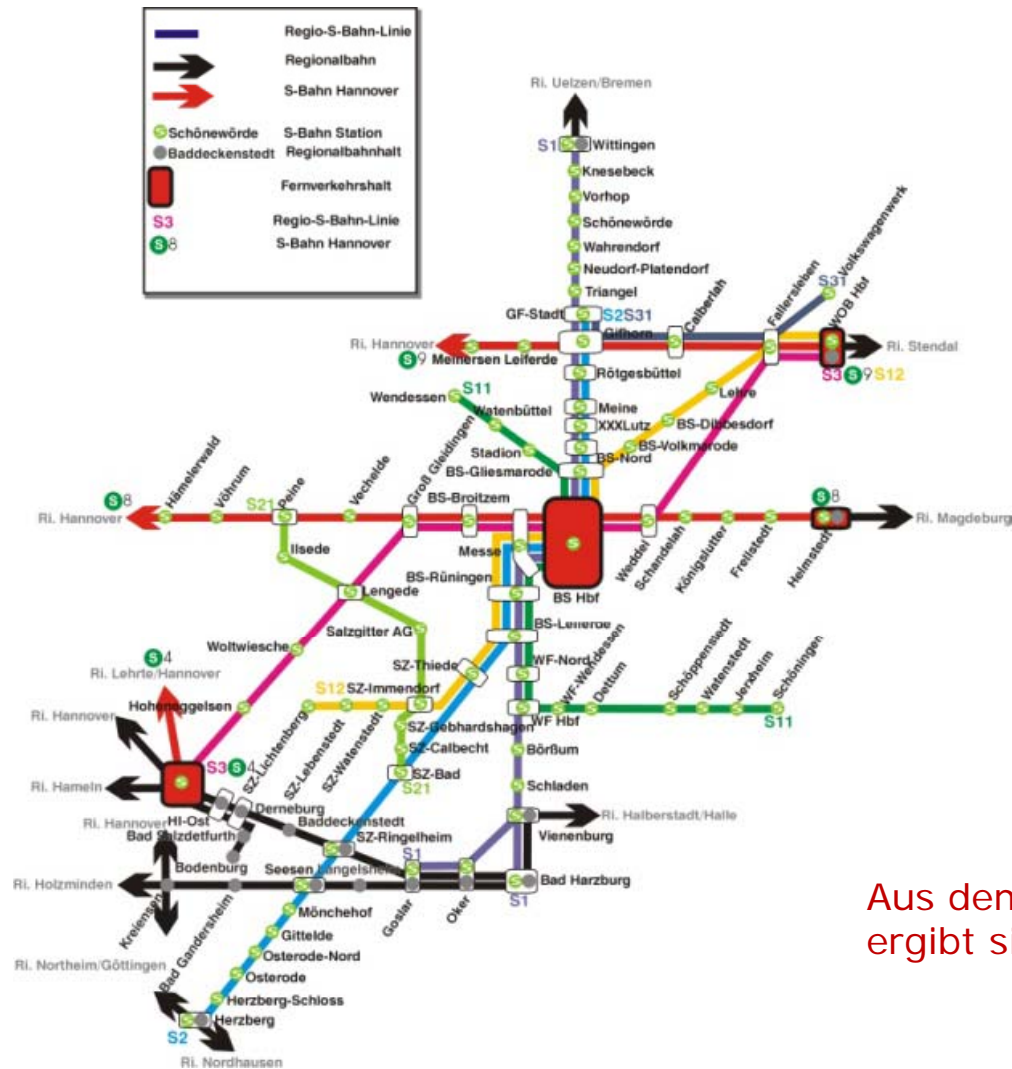 Regio-S-Bahn-Linie
Regionalbahn
S-Bahn Hannover
Schönewörde S-Bahn Station
Baddeckenstedt Regionalbahnhalt
Fernverkehrshalt
S3 Regio-S-Bahn-Linie
S8 S-Bahn Hannover
Ri. Uelzen/Bremen
S1 Wittingen
Knesebeck
Vorhop
Schönewörde
Wahrendorf
Neudorf-Platendorf
Triangel
GF-Stadt S2 S31
Gifhorn
Calberlah
Fallersleben
Volkswagenwerk
S31
WOB Hbf
Ri. Stendal
S3 S9 S12
Ri. Hannover
S9 Meinersen Leiferde
Rötgesbüttel
Wendessen S11
Watenbüttel
Stadion
Meine
XXXLutz
BS-Nord
BS-Gliesmarode
Lehre
BS-Dibbesdorf
BS-Volkmarode
S8
Ri. Hannover
Hämelerwald
Vöhrum
S21
Peine
Vechelde
Groß Gleidingen
BS-Broitzem
Messe
BS Hbf
Weddel
Schandelah
Königslutter
Frellstedt
Helmstedt
S8
Ri. Magdeburg
Ilsede
Lengede
BS-Rüningen
Salzgitter AG
BS-Leiferde
Woltwiesche
SZ-Thiede
WF-Nord
WF-Wendessen
Dettum
Schöppenstedt
Watenstedt
Jerxheim
Schöningen
S11
WF Hbf
S4
Ri. Lehrte/Hannover
Hoheneggelsen
S12 SZ-Immendorf
SZ-Lichtenberg
SZ-Lebenstedt
SZ-Watenstedt
SZ-Gebhardshagen
SZ-Calbecht
SZ-Bad
S21
Börßum
Schladen
Ri. Hannover
S3 S4
Ri. Hameln
Ri. Hannover
HI-Ost
Derneburg
Bad Salzdetfurth
Bodenburg
Baddeckenstedt
SZ-Ringelheim
Vienenburg
Ri. Halberstadt/Halle
Ri. Holzminden
Kreiensen
Bad Gandersheim
Seesen
Langelsheim
S1
Goslar
Oker
Bad Harzburg
S1
Ri. Northeim/Göttingen
Mönchehof
Gittelde
Osterode-Nord
Osterode
Herzberg-Schloss
Herzberg
S2
Ri. Nordhausen
Aus den
ergibt si